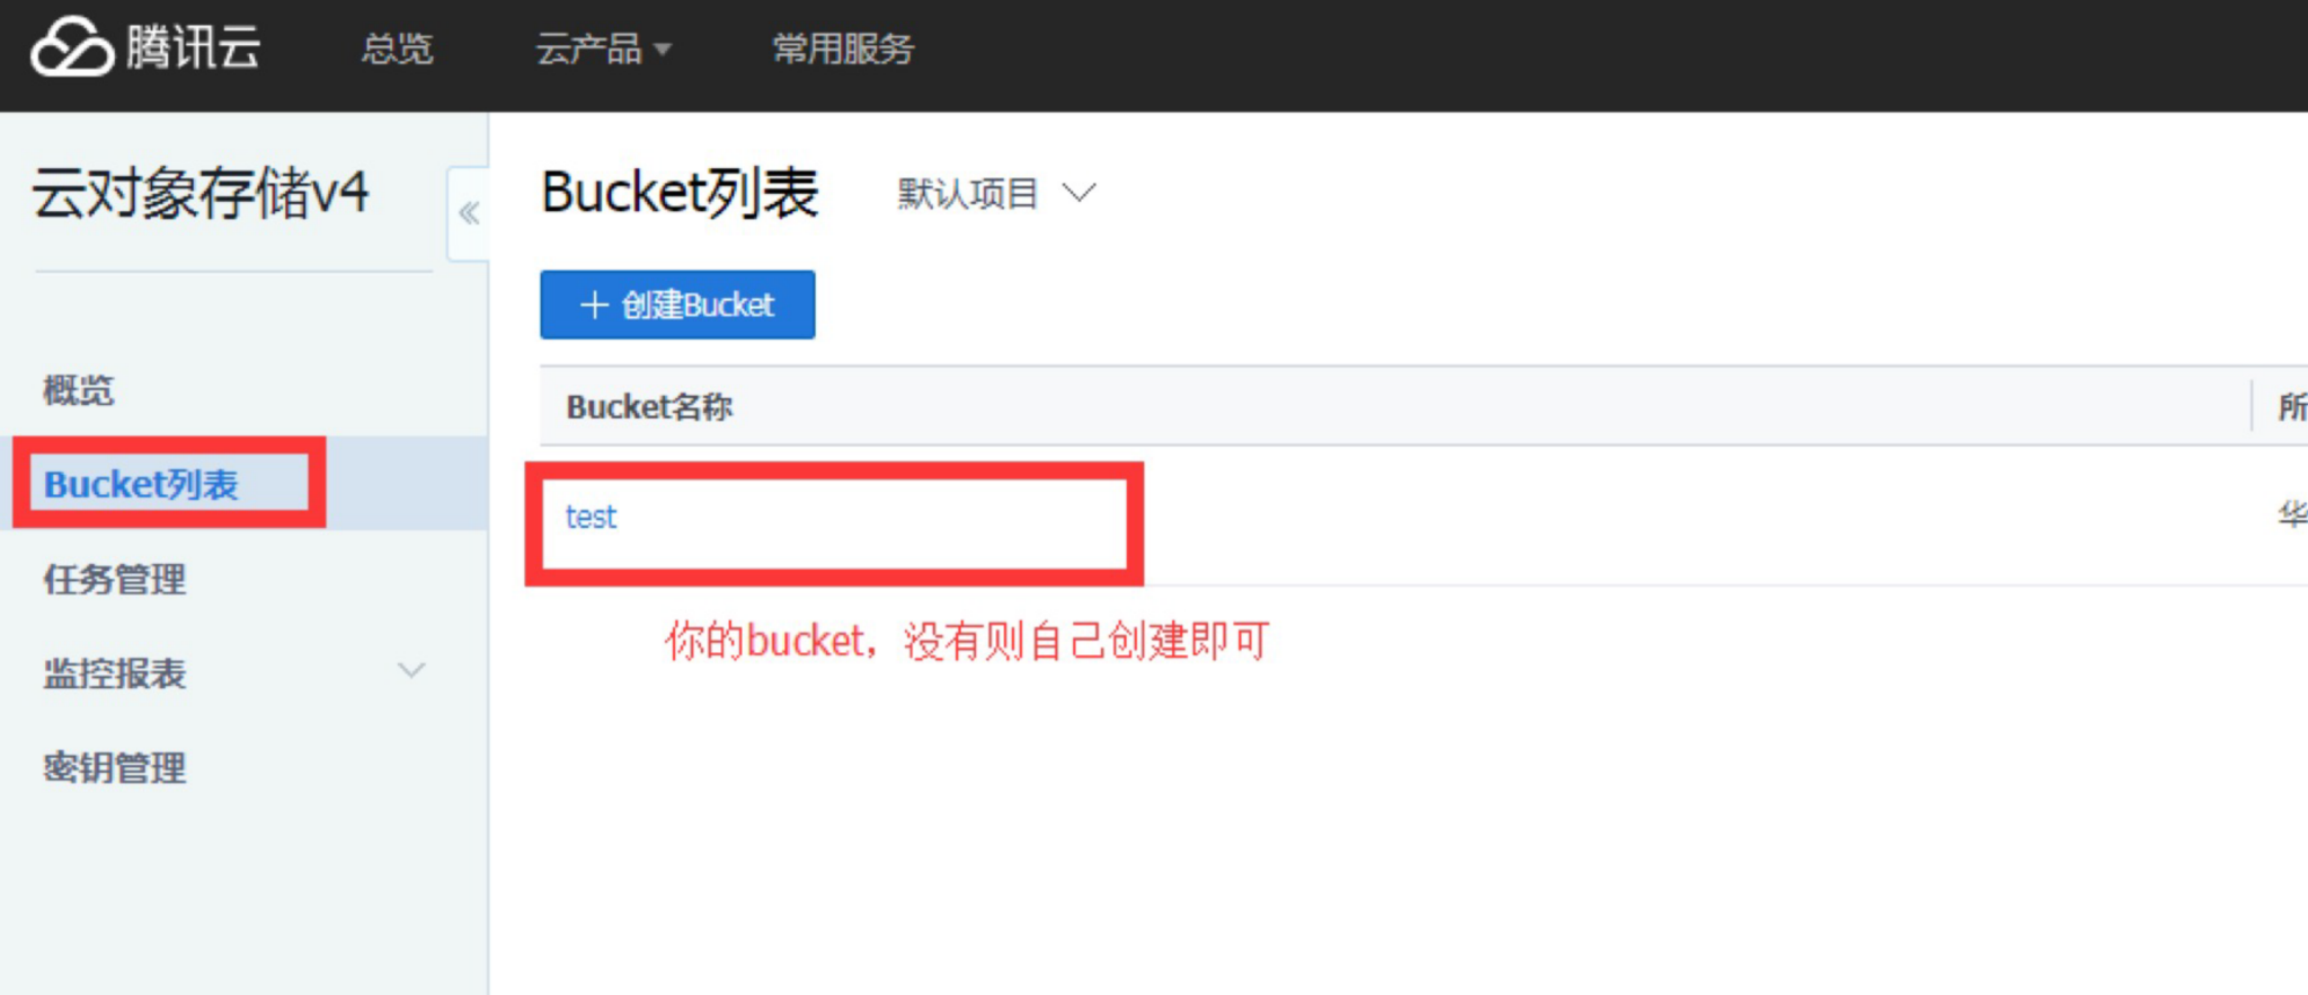 腾讯云 总览 云产品 常用服务
云对象存储v4
Bucket列表 默认项目
+ 创建Bucket
概览
Bucket名称 所
Bucket列表
test 华
任务管理
你的bucket，没有则自己创建即可
监控报表
密钥管理